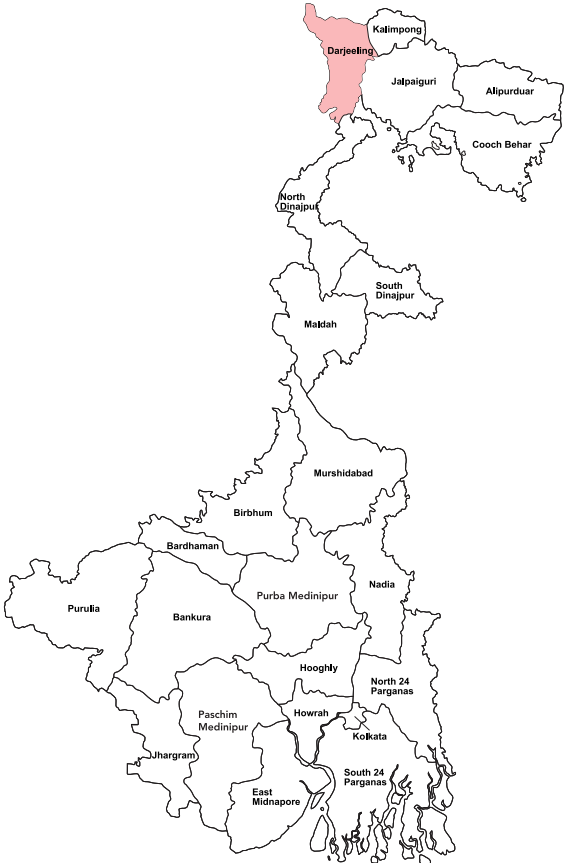 Kalimpong
Darjeeling
Jalpaiguri
Alipurduar
Cooch Behar
North
Dinajpur
South
Dinajpur
Maldah
Murshidabad
Birbhum
Bardhaman
Nadia
Purba Medinipur
Purulia
Bankura
Hooghly
North 24
Parganas
Howrah
Paschim
Medinipur
Kolkata
Jhargram
South 24
Parganas
East
Midnapore